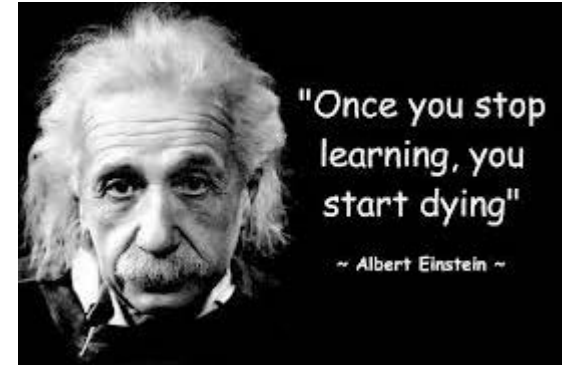 "Once you stop
learning, you
start dying"
~ Albert Einstein ~